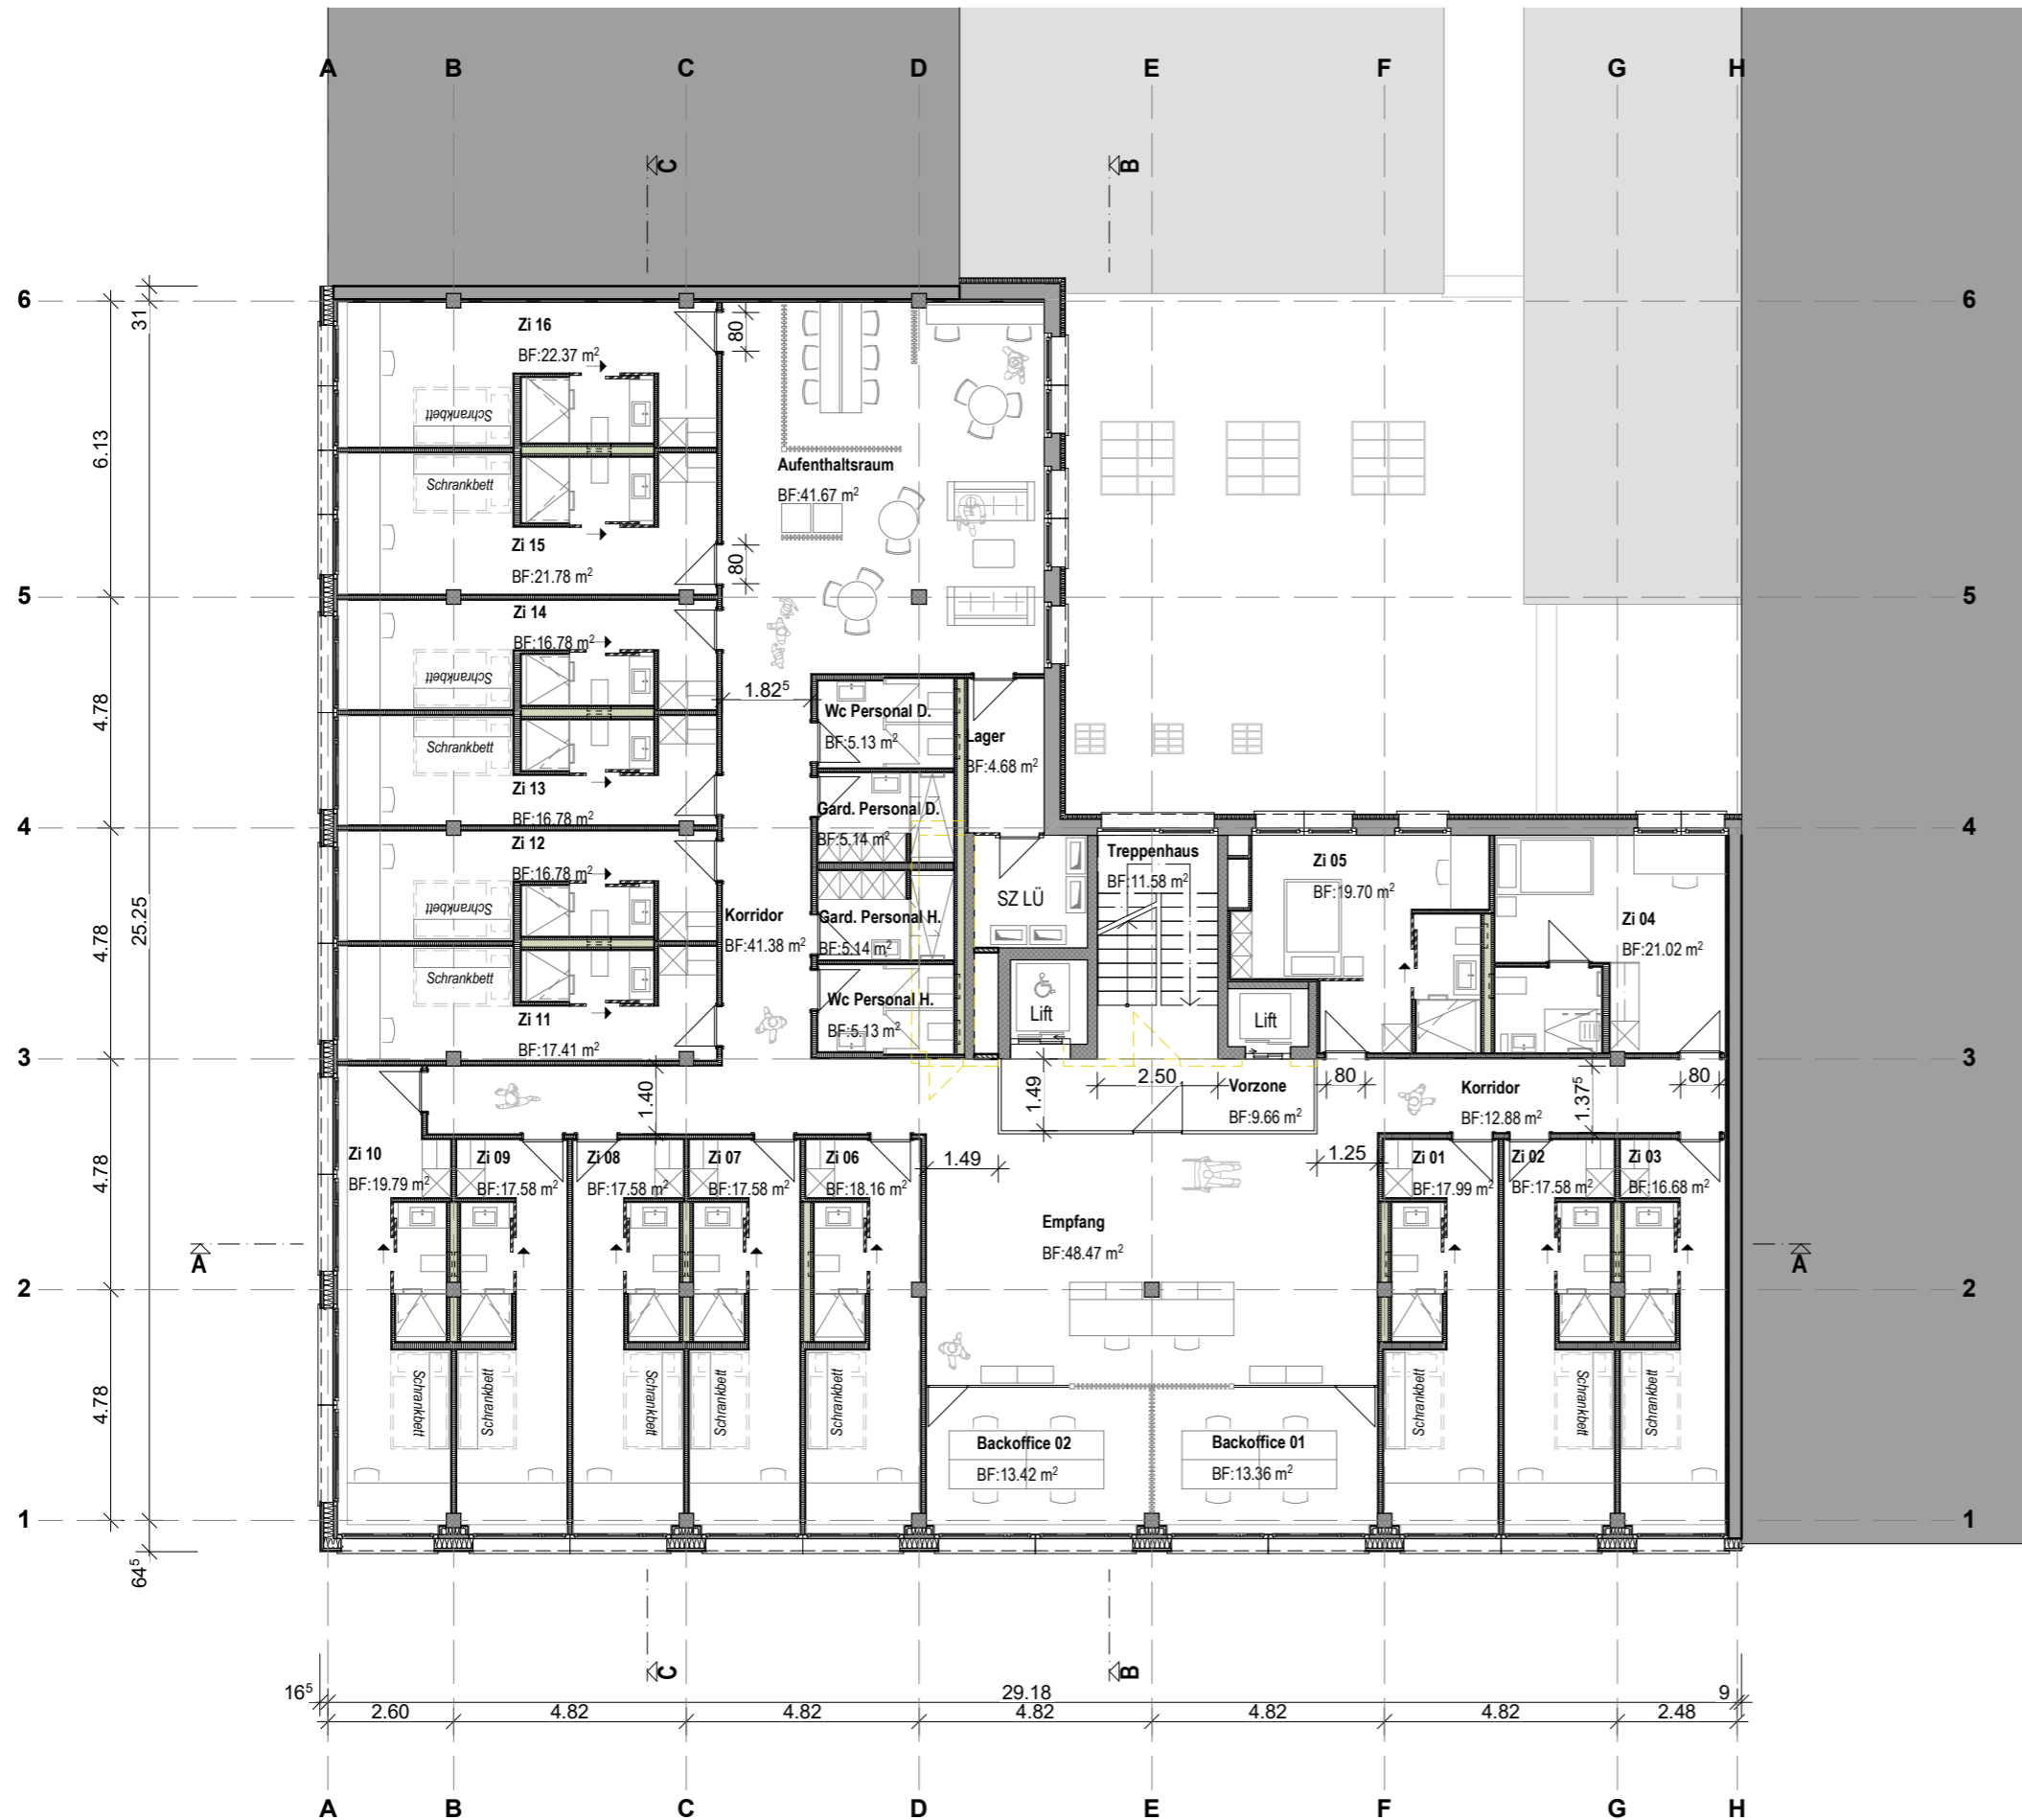 A B C D E F G H
C B
6 6
31
Zi 16
BF:22.37 m²
80
Schrankbett
6.13
Aufenthaltsraum
BF:41.67 m²
Schrankbett
Zi 15
BF:21.78 m²
80
5 5
Zi 14
BF:16.78 m²
Schrankbett
1.82⁵
Wc Personal D.
BF:5.13 m²
Lager
BF:4.68 m²
4.78
Schrankbett
Zi 13
BF:16.78 m²
Gard. Personal D.
BF:5.14 m²
4 4
Zi 12
BF:16.78 m²
Treppenhaus
BF:11.58 m²
Zi 05
BF:19.70 m²
Schrankbett
SZ LÜ
Korridor
BF:41.38 m²
Gard. Personal H.
BF:5.14 m²
Zi 04
BF:21.02 m²
4.78
25.25
Schrankbett
Wc Personal H.
BF:5.13 m²
Lift
Lift
Zi 11
BF:17.41 m²
3 3
1.40
1.49
2.50
Vorzone
BF:9.66 m²
80
Korridor
BF:12.88 m²
1.37⁵
80
4.78
Zi 10
BF:19.79 m²
Zi 09
BF:17.58 m²
Zi 08
BF:17.58 m²
Zi 07
BF:17.58 m²
Zi 06
BF:18.16 m²
1.49
1.25
Zi 01
BF:17.99 m²
Zi 02
BF:17.58 m²
Zi 03
BF:16.68 m²
Empfang
BF:48.47 m²
A A
2 2
4.78
Schrankbett
Schrankbett
Schrankbett
Schrankbett
Schrankbett
Schrankbett
Schrankbett
Schrankbett
Backoffice 02
BF:13.42 m²
Backoffice 01
BF:13.36 m²
1 1
64⁵
C B
16⁵ 29.18 9
2.60 4.82 4.82 4.82 4.82 4.82 2.48
A B C D E F G H